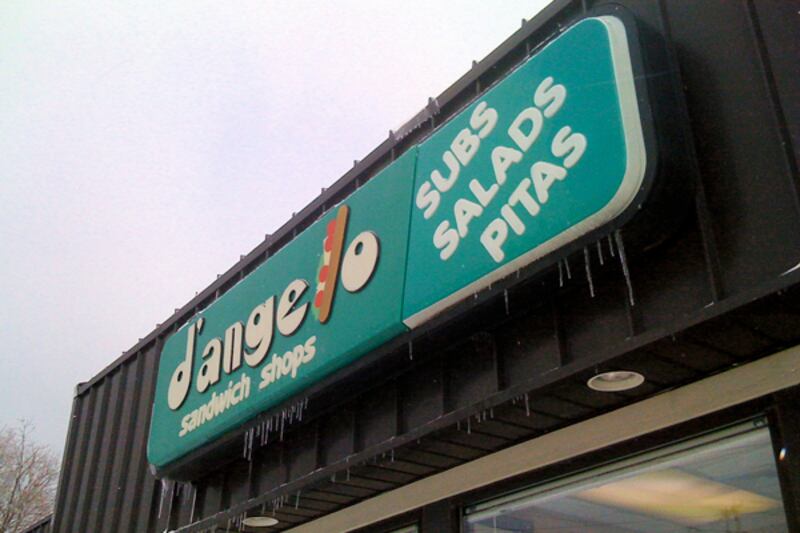 d'angelo
sandwich shops
SUBS
SALADS
PITAS